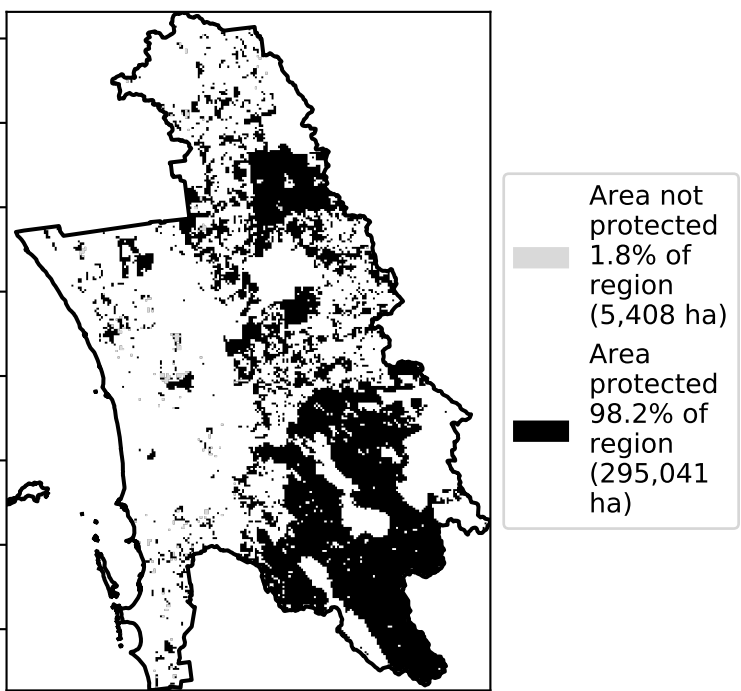 Area not
protected
1.8% of
region
(5,408 ha)
Area
protected
98.2% of
region
(295,041
ha)